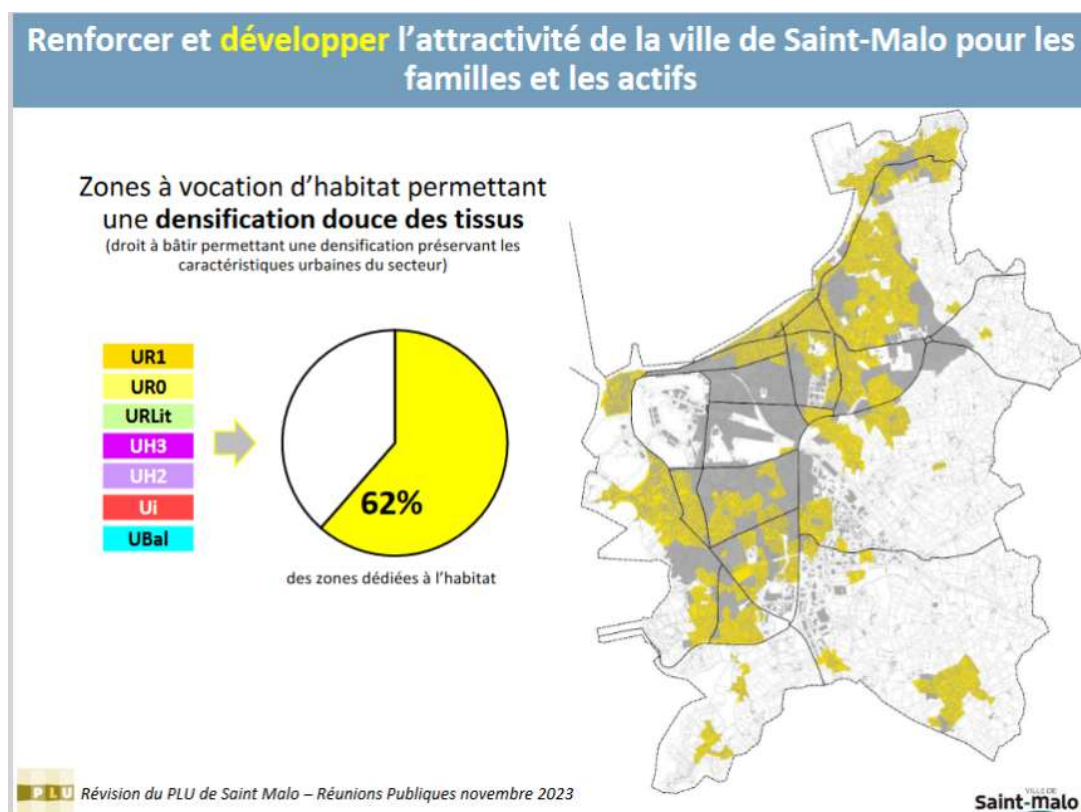 Renforcer et développer l'attractivité de la ville de Saint-Malo pour les
familles et les actifs
Zones à vocation d'habitat permettant
une densification douce des tissus
(droit à bâtir permettant une densification préservant les
caractéristiques urbaines du secteur)
UR1
UR0
URLit
UH3
UH2
Ui
UBal
62%
des zones dédiées à l'habitat
PLU
Révision du PLU de Saint Malo – Réunions Publiques novembre 2023
VILLE DE
Saint-malo